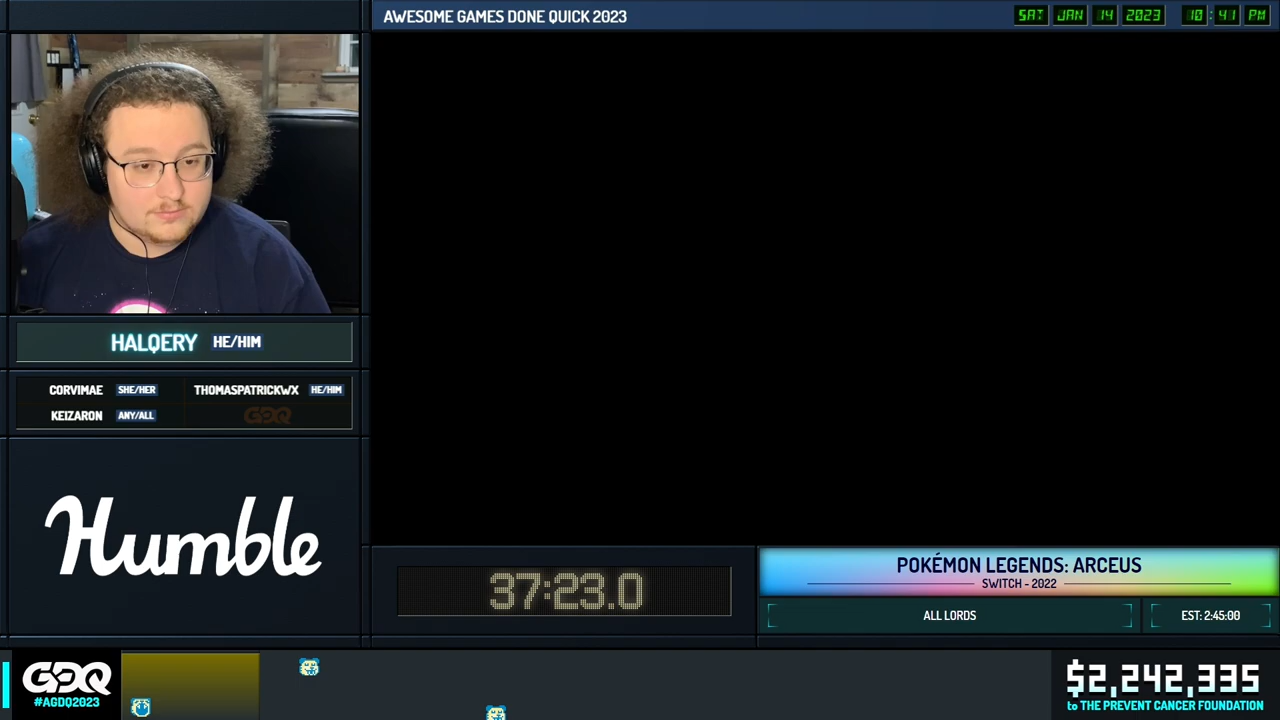 AWESOME GAMES DONE QUICK 2023
SAT JAN 14 2023 10:41 PM
HALQERY HE/HIM
CORVIMAE SHE/HER
THOMASPATRICKWX HE/HIM
KEIZARON ANY/ALL
GDQ
Humble
37:23.0
POKÉMON LEGENDS: ARCEUS
SWITCH - 2022
ALL LORDS
EST: 2:45:00
GDQ
#AGDQ2023
$2,242,335
to THE PREVENT CANCER FOUNDATION